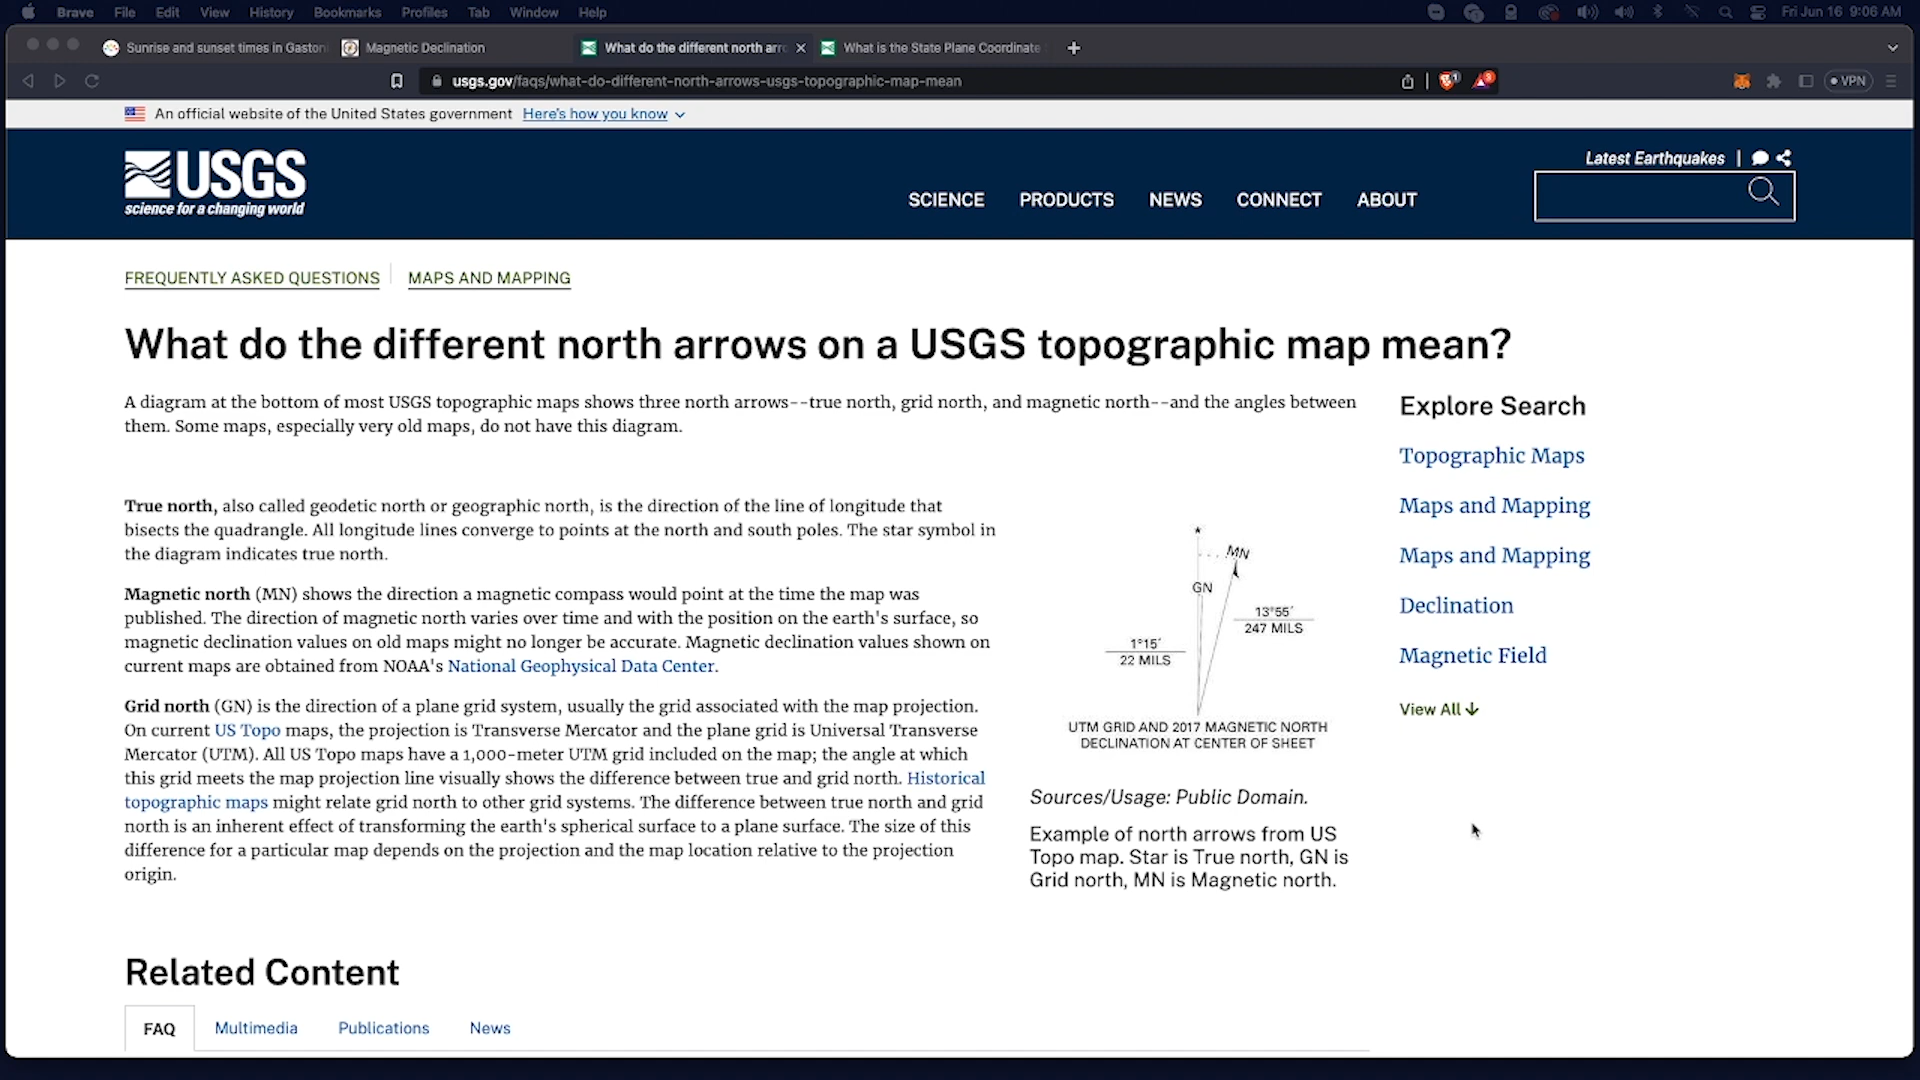 Brave File Edit View History Bookmarks Profiles Tab Window Help Fri Jun 16 9:06 AM
Sunrise and sunset times in Gaston Magnetic Declination What do the different north arr What is the State Plane Coordinate
usgs.gov/faqs/what-do-different-north-arrows-usgs-topographic-map-mean VPN
An official website of the United States government Here's how you know
USGS
science for a changing world
Latest Earthquakes |
SCIENCE PRODUCTS NEWS CONNECT ABOUT
FREQUENTLY ASKED QUESTIONS MAPS AND MAPPING
What do the different north arrows on a USGS topographic map mean?
A diagram at the bottom of most USGS topographic maps shows three north arrows--true north, grid north, and magnetic north--and the angles between
them. Some maps, especially very old maps, do not have this diagram.
True north, also called geodetic north or geographic north, is the direction of the line of longitude that
bisects the quadrangle. All longitude lines converge to points at the north and south poles. The star symbol in
the diagram indicates true north.
Magnetic north (MN) shows the direction a magnetic compass would point at the time the map was
published. The direction of magnetic north varies over time and with the position on the earth's surface, so
magnetic declination values on old maps might no longer be accurate. Magnetic declination values shown on
current maps are obtained from NOAA's National Geophysical Data Center.
Grid north (GN) is the direction of a plane grid system, usually the grid associated with the map projection.
On current US Topo maps, the projection is Transverse Mercator and the plane grid is Universal Transverse
Mercator (UTM). All US Topo maps have a 1,000-meter UTM grid included on the map; the angle at which
this grid meets the map projection line visually shows the difference between true and grid north. Historical
topographic maps might relate grid north to other grid systems. The difference between true north and grid
north is an inherent effect of transforming the earth's spherical surface to a plane surface. The size of this
difference for a particular map depends on the projection and the map location relative to the projection
origin.
MN
GN
13°55´
247 MILS
1°15´
22 MILS
UTM GRID AND 2017 MAGNETIC NORTH
DECLINATION AT CENTER OF SHEET
Sources/Usage: Public Domain.
Example of north arrows from US
Topo map. Star is True north, GN is
Grid north, MN is Magnetic north.
Explore Search
Topographic Maps
Maps and Mapping
Maps and Mapping
Declination
Magnetic Field
View All
Related Content
FAQ Multimedia Publications News